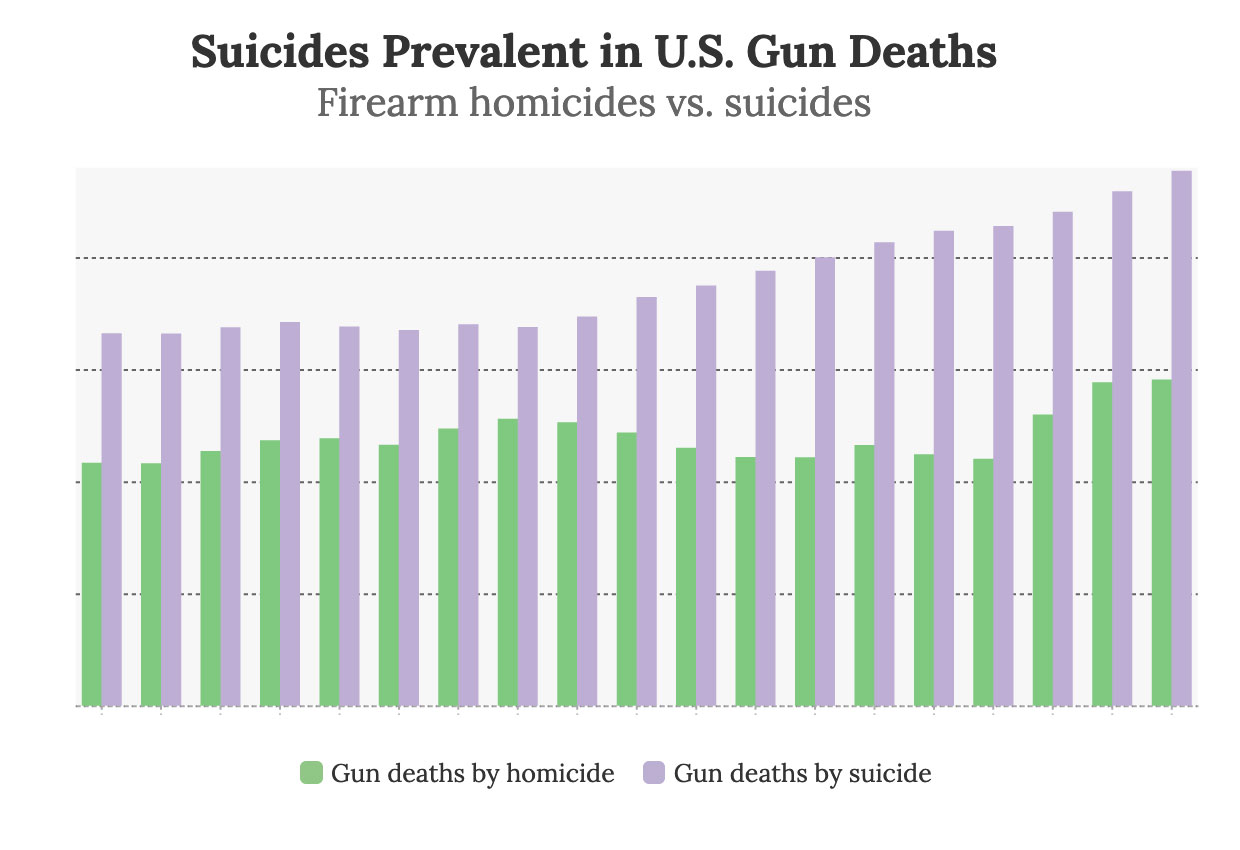 Suicides Prevalent in U.S. Gun Deaths
Firearm homicides vs. suicides
Gun deaths by homicide
Gun deaths by suicide